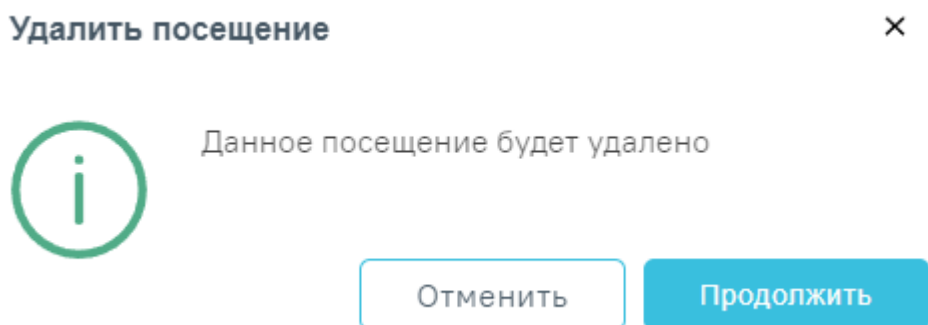 Удалить посещение
Данное посещение будет удалено
Отменить
Продолжить